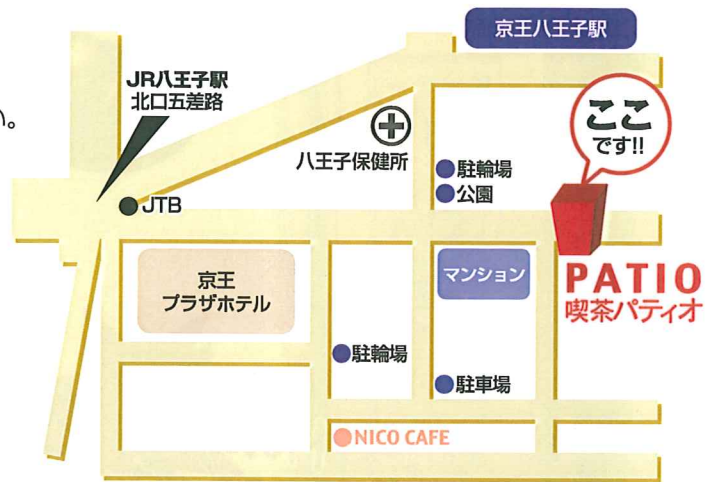 京王八王子駅
JR八王子駅
北口五差路
い。
ここ
です!!
八王子保健所
駐輪場
公園
JTB
京王
プラザホテル
マンション
PATIO
喫茶パティオ
駐輪場
駐車場
NICO CAFE